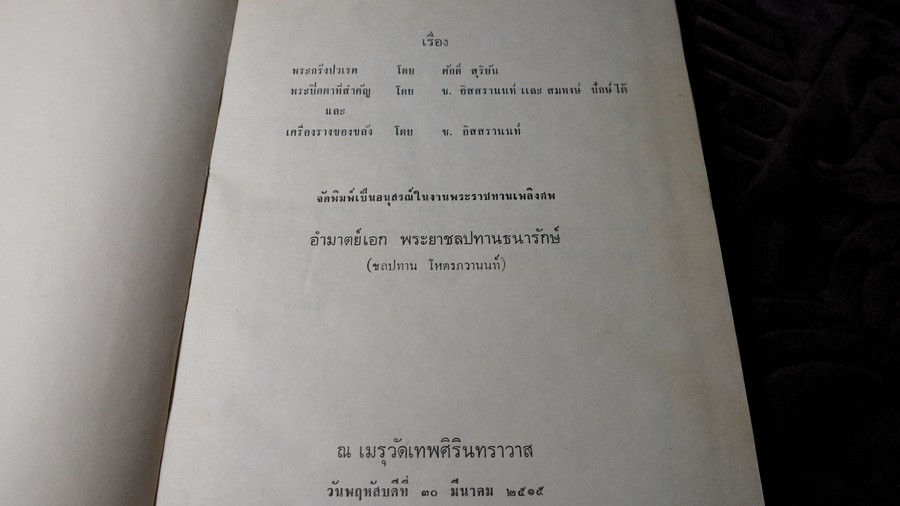 เรื่อง
พระกริ่งปวเรศ โดย ศักดิ์ สุริยัน
พระปิดตาที่สำคัญ โดย ข. อิสสรานนท์ และ สมพงษ์ ปักษ์ใต้
และ
เครื่องรางของขลัง โดย ข. อิสสรานนท์
จัดพิมพ์เป็นอนุสรณ์ในงานพระราชทานเพลิงศพ
อำมาตย์เอก พระยาชลปทานธนารักษ์
(ชลปทาน โหตรภวานนท์)
ณ เมรุวัดเทพศิรินทราวาส
วันพฤหัสบดีที่ ๓๐ มีนาคม ๒๕๑๕